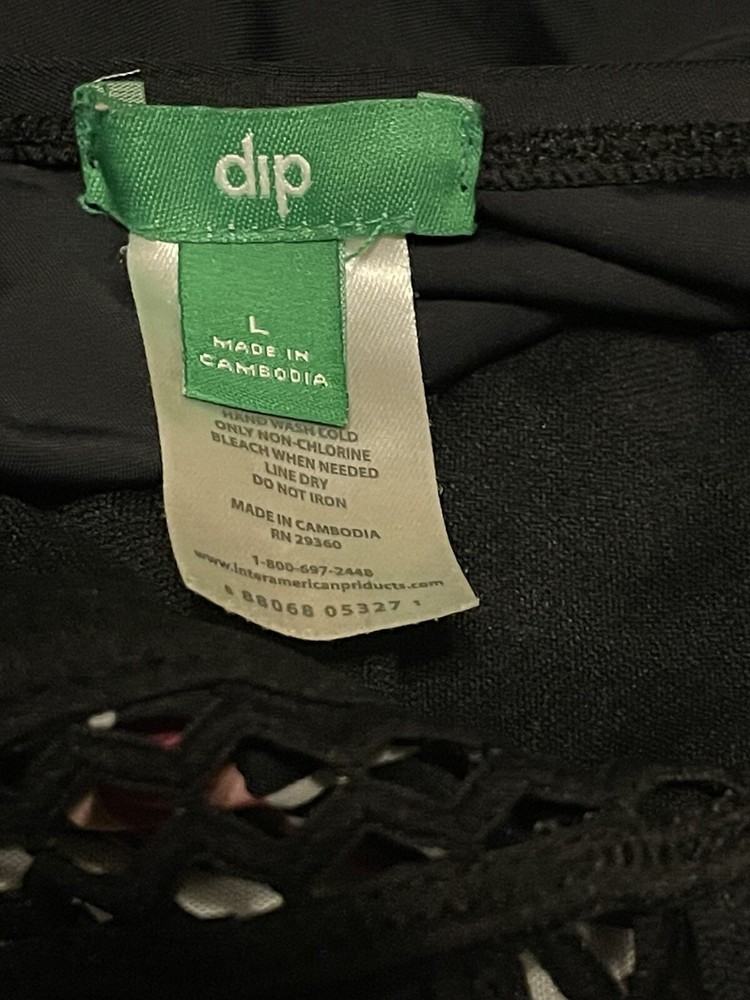 dip
L
MADE IN
CAMBODIA
HAND WASH COLD
ONLY NON-CHLORINE
BLEACH WHEN NEEDED
LINE DRY
DO NOT IRON
MADE IN CAMBODIA
RN 29360
1-800-697-2448
www.interamericanpriducts.com
8 88068 05327 1